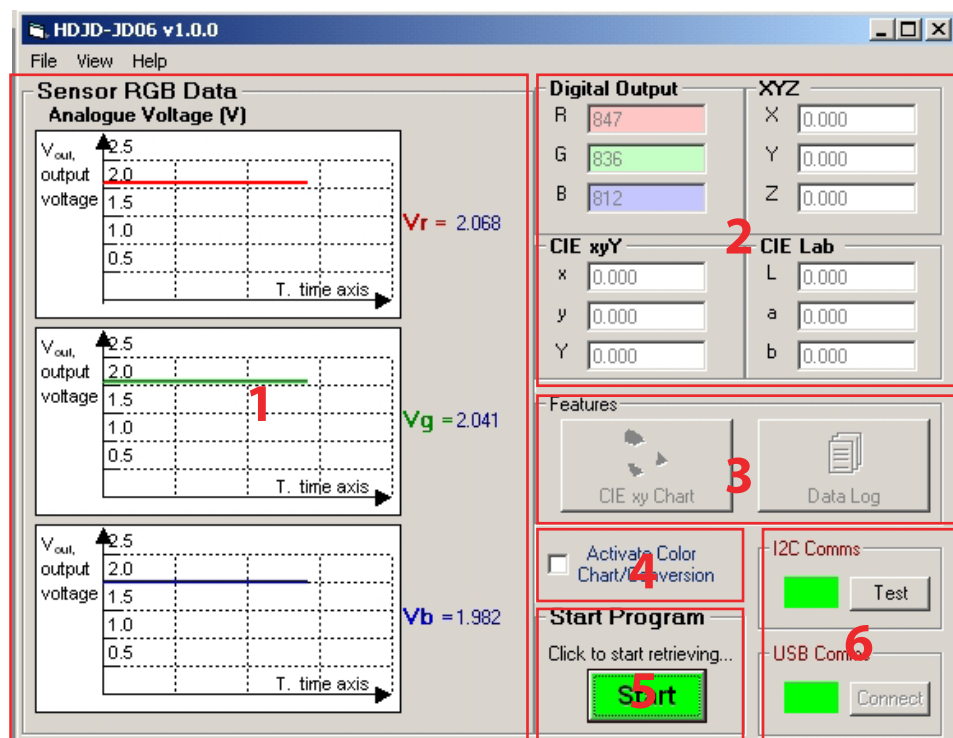 HDJD-JD06 v1.0.0
File View Help
Sensor RGB Data
Analogue Voltage (V)
Vout,
output
voltage
2.5
2.0
1.5
1.0
0.5
T. time axis
Vr = 2.068
Vout,
output
voltage
2.5
2.0
1.5
1.0
0.5
T. time axis
Vg = 2.041
1
Vout,
output
voltage
2.5
2.0
1.5
1.0
0.5
T. time axis
Vb = 1.982
Digital Output
R 847
G 836
B 812
XYZ
X 0.000
Y 0.000
Z 0.000
2
CIE xyY
x 0.000
y 0.000
Y 0.000
CIE Lab
L 0.000
a 0.000
b 0.000
Features
CIE xy Chart
Data Log
3
Activate Color
Chart/Conversion
4
Start Program
Click to start retrieving...
Start
5
I2C Comms
Test
USB Comms
Connect
6